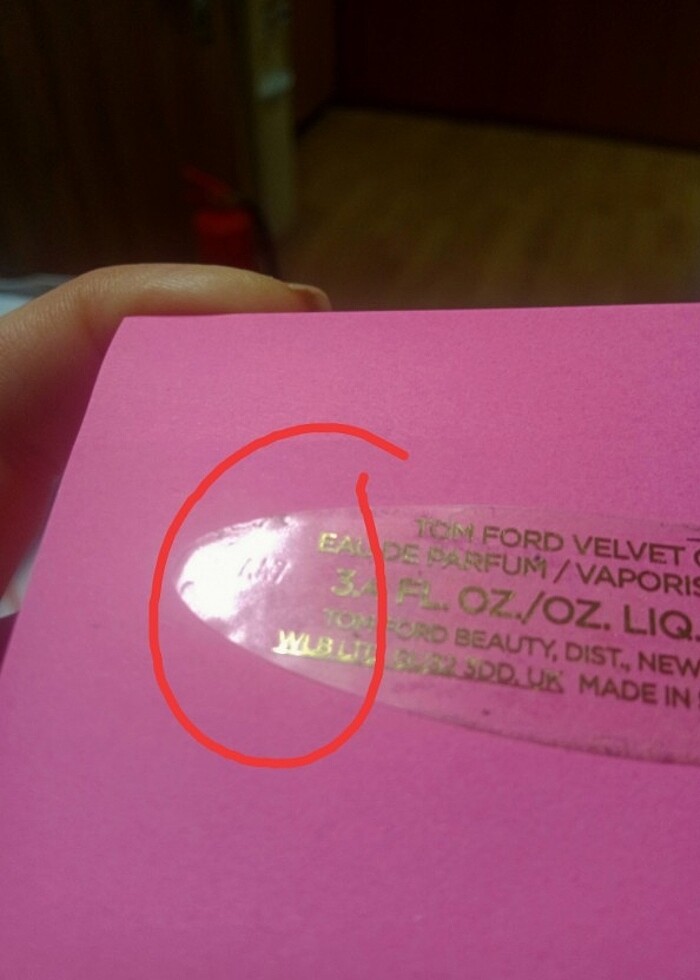 TOM FORD VELVET
EAU DE PARFUM / VAPORIS
3.4 FL. OZ./OZ. LIQ.
TOM FORD BEAUTY, DIST., NEW
WLB LTD. UK MADE IN